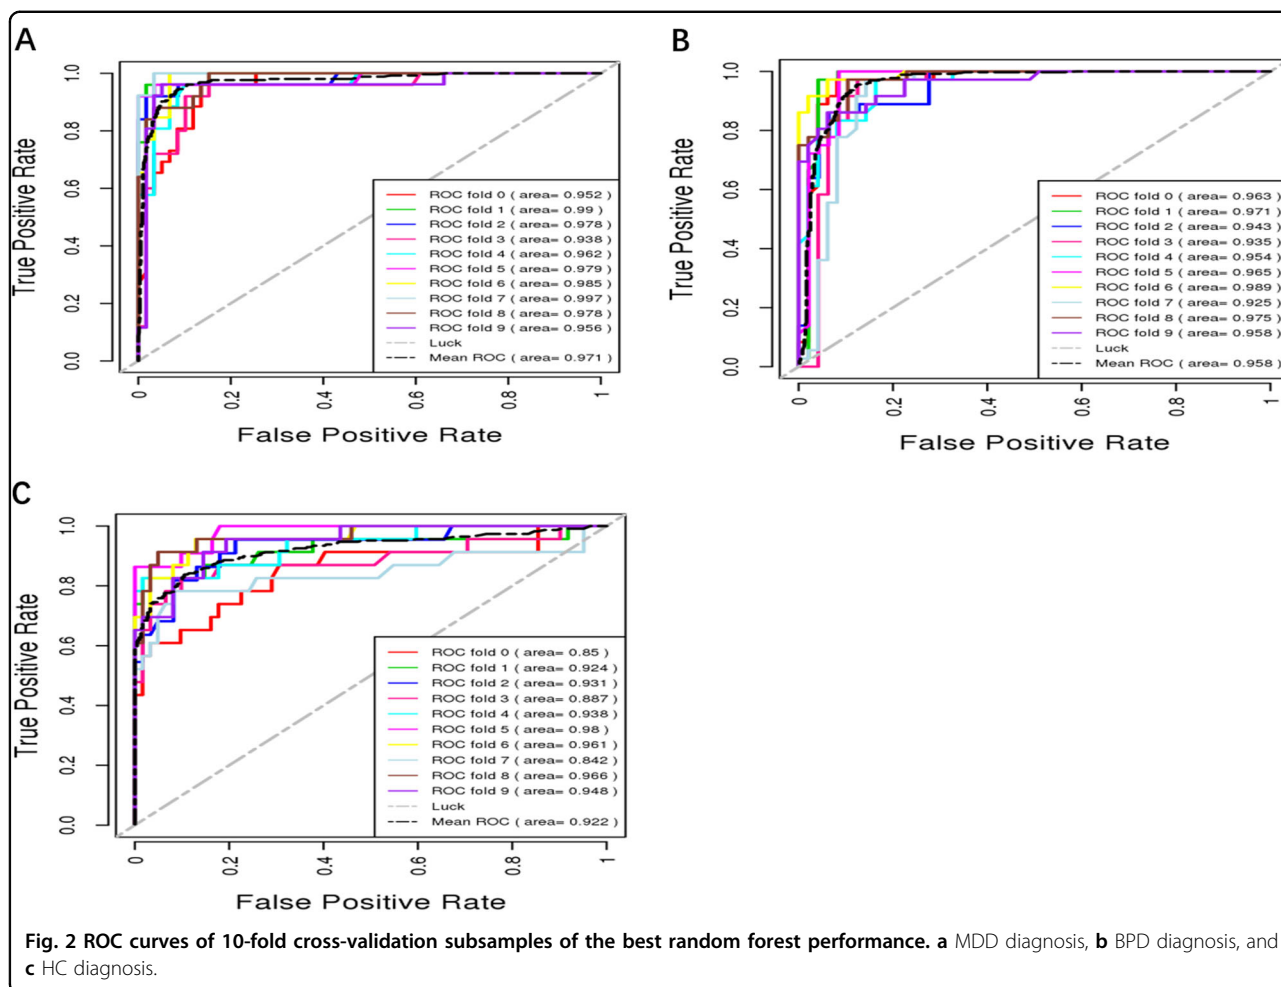 A
True Positive Rate
1.0
0.8
0.6
0.4
0.2
0.0
ROC fold 0 ( area= 0.952 )
ROC fold 1 ( area= 0.99 )
ROC fold 2 ( area= 0.978 )
ROC fold 3 ( area= 0.938 )
ROC fold 4 ( area= 0.962 )
ROC fold 5 ( area= 0.979 )
ROC fold 6 ( area= 0.985 )
ROC fold 7 ( area= 0.997 )
ROC fold 8 ( area= 0.978 )
ROC fold 9 ( area= 0.956 )
Luck
Mean ROC ( area= 0.971 )
0
0.2
0.4
0.6
0.8
1
False Positive Rate
B
True Positive Rate
1.0
0.8
0.6
0.4
0.2
0.0
ROC fold 0 ( area= 0.963 )
ROC fold 1 ( area= 0.971 )
ROC fold 2 ( area= 0.943 )
ROC fold 3 ( area= 0.935 )
ROC fold 4 ( area= 0.954 )
ROC fold 5 ( area= 0.965 )
ROC fold 6 ( area= 0.989 )
ROC fold 7 ( area= 0.925 )
ROC fold 8 ( area= 0.975 )
ROC fold 9 ( area= 0.958 )
Luck
Mean ROC ( area= 0.958 )
0
0.2
0.4
0.6
0.8
1
False Positive Rate
C
True Positive Rate
1.0
0.8
0.6
0.4
0.2
0.0
ROC fold 0 ( area= 0.85 )
ROC fold 1 ( area= 0.924 )
ROC fold 2 ( area= 0.931 )
ROC fold 3 ( area= 0.887 )
ROC fold 4 ( area= 0.938 )
ROC fold 5 ( area= 0.98 )
ROC fold 6 ( area= 0.961 )
ROC fold 7 ( area= 0.842 )
ROC fold 8 ( area= 0.966 )
ROC fold 9 ( area= 0.948 )
Luck
Mean ROC ( area= 0.922 )
0
0.2
0.4
0.6
0.8
1
False Positive Rate
Fig. 2 ROC curves of 10-fold cross-validation subsamples of the best random forest performance. a MDD diagnosis, b BPD diagnosis, and
c HC diagnosis.